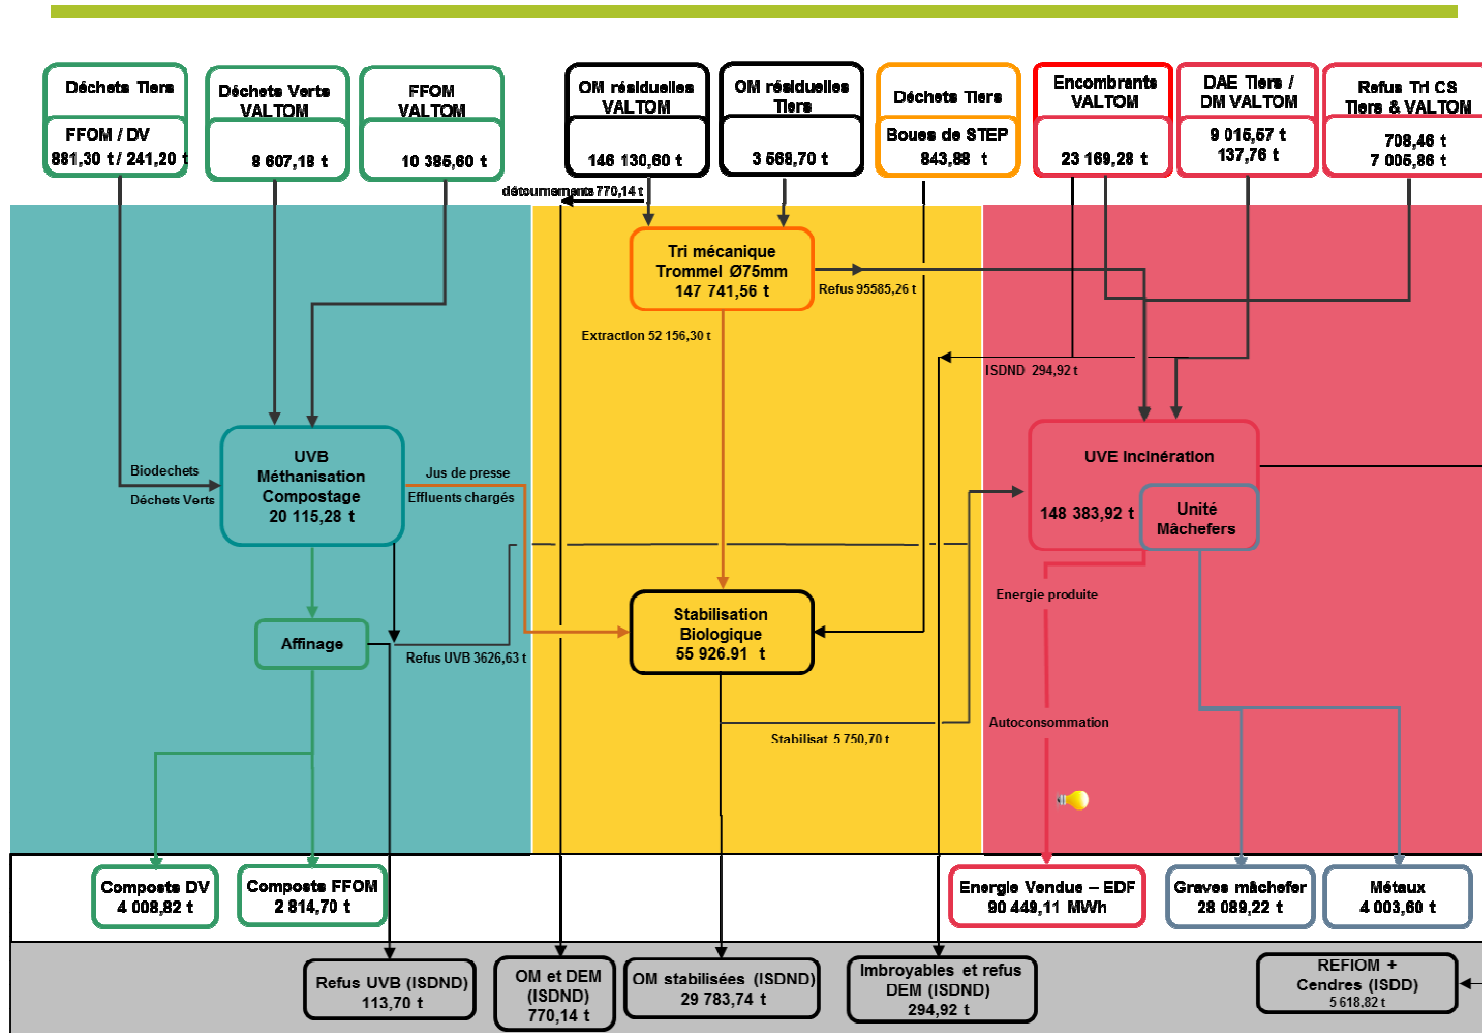 Déchets Tiers
FFOM / DV
881,30 t / 241,20 t
Déchets Verts
VALTOM
8 607,18 t
FFOM
VALTOM
10 385,60 t
OM résiduelles
VALTOM
146 130,60 t
OM résiduelles
Tiers
3 568,70 t
Déchets Tiers
Boues de STEP
843,88 t
Encombrants
VALTOM
23 169,28 t
DAE Tiers /
DM VALTOM
9 015,57 t
137,76 t
Refus Tri CS
Tiers & VALTOM
708,46 t
7 005,86 t
détournements 770,14 t
Tri mécanique
Trommel Ø75mm
147 741,56 t
Refus 95585,26 t
Extraction 52 156,30 t
ISDND 294,92 t
UVB
Méthanisation
Compostage
20 115,28 t
Biodechets
Déchets Verts
Jus de presse
Effluents chargés
UVE Incinération
148 383,92 t
Unité
Mâchefers
Energie produite
Stabilisation
Biologique
55 926.91 t
Affinage
Refus UVB 3626,63 t
Autoconsommation
Stabilisat 5 750,70 t
Composts DV
4 008,82 t
Composts FFOM
2 814,70 t
Energie Vendue – EDF
90 449,11 MWh
Graves mâchefer
28 089,22 t
Métaux
4 003,60 t
Refus UVB (ISDND)
113,70 t
OM et DEM
(ISDND)
770,14 t
OM stabilisées (ISDND)
29 783,74 t
Imbroyables et refus
DEM (ISDND)
294,92 t
REFIOM +
Cendres (ISDD)
5 618,82 t